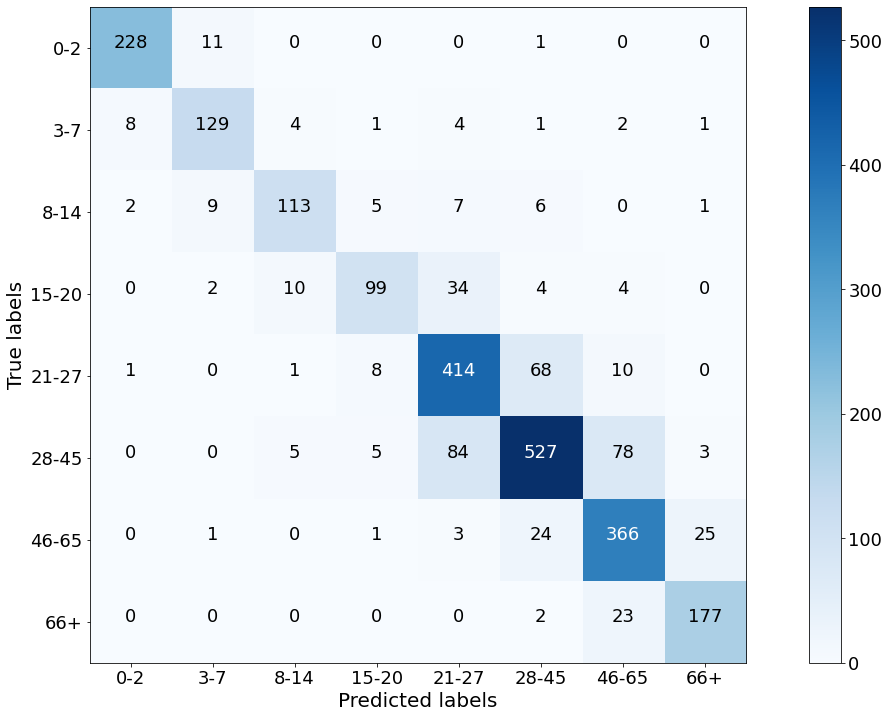 0-2 228 11 0 0 0 1 0 0
3-7 8 129 4 1 4 1 2 1
8-14 2 9 113 5 7 6 0 1
15-20 0 2 10 99 34 4 4 0
21-27 1 0 1 8 414 68 10 0
28-45 0 0 5 5 84 527 78 3
46-65 0 1 0 1 3 24 366 25
66+ 0 0 0 0 0 2 23 177
0-2 3-7 8-14 15-20 21-27 28-45 46-65 66+
Predicted labels
True labels
500
400
300
200
100
0